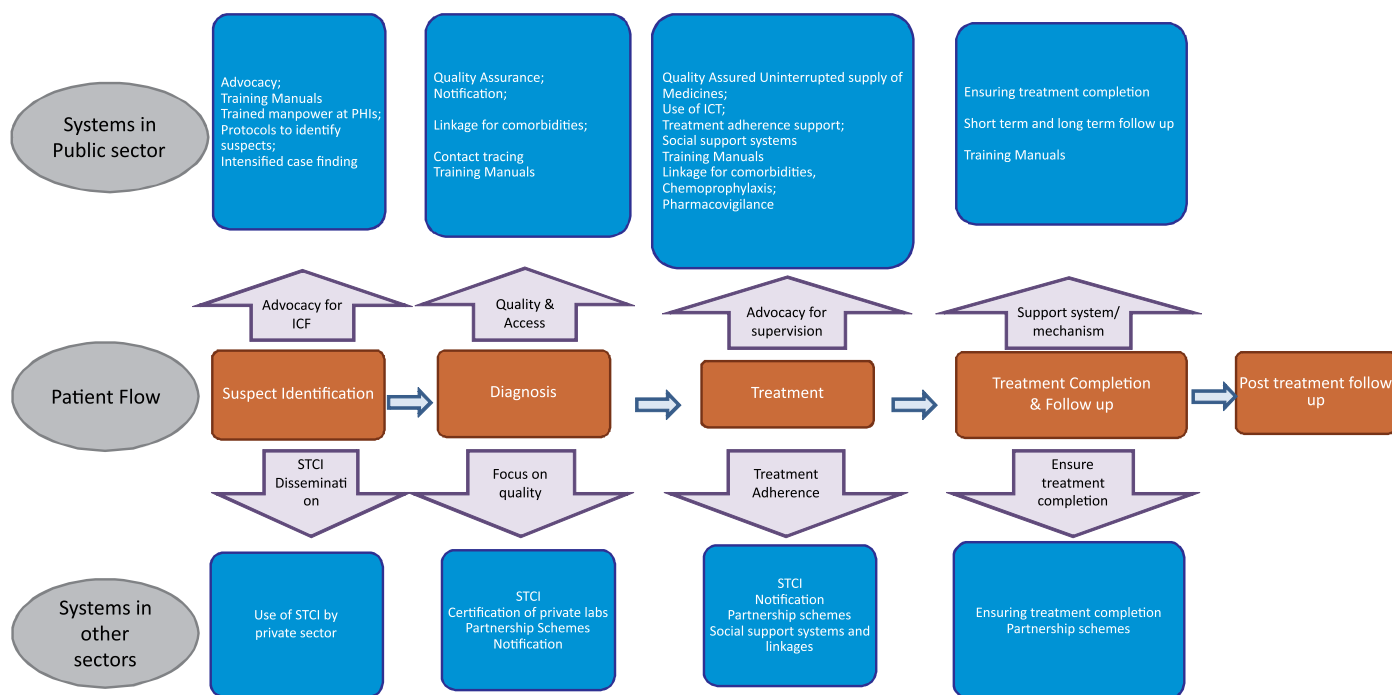 Systems in
Public sector
Advocacy;
Training Manuals
Trained manpower at PHIs;
Protocols to identify
suspects;
Intensified case finding
Quality Assurance;
Notification;
Linkage for comorbidities;
Contact tracing
Training Manuals
Quality Assured Uninterrupted supply of
Medicines;
Use of ICT;
Treatment adherence support;
Social support systems
Training Manuals
Linkage for comorbidities,
Chemoprophylaxis;
Pharmacovigilance
Ensuring treatment completion
Short term and long term follow up
Training Manuals
Advocacy for
ICF
Quality &
Access
Advocacy for
supervision
Support system/
mechanism
Patient Flow
Suspect Identification
Diagnosis
Treatment
Treatment Completion
& Follow up
Post treatment follow
up
STCI
Disseminati
on
Focus on
quality
Treatment
Adherence
Ensure
treatment
completion
Systems in
other
sectors
Use of STCI by
private sector
STCI
Certification of private labs
Partnership Schemes
Notification
STCI
Notification
Partnership schemes
Social support systems and
linkages
Ensuring treatment completion
Partnership schemes